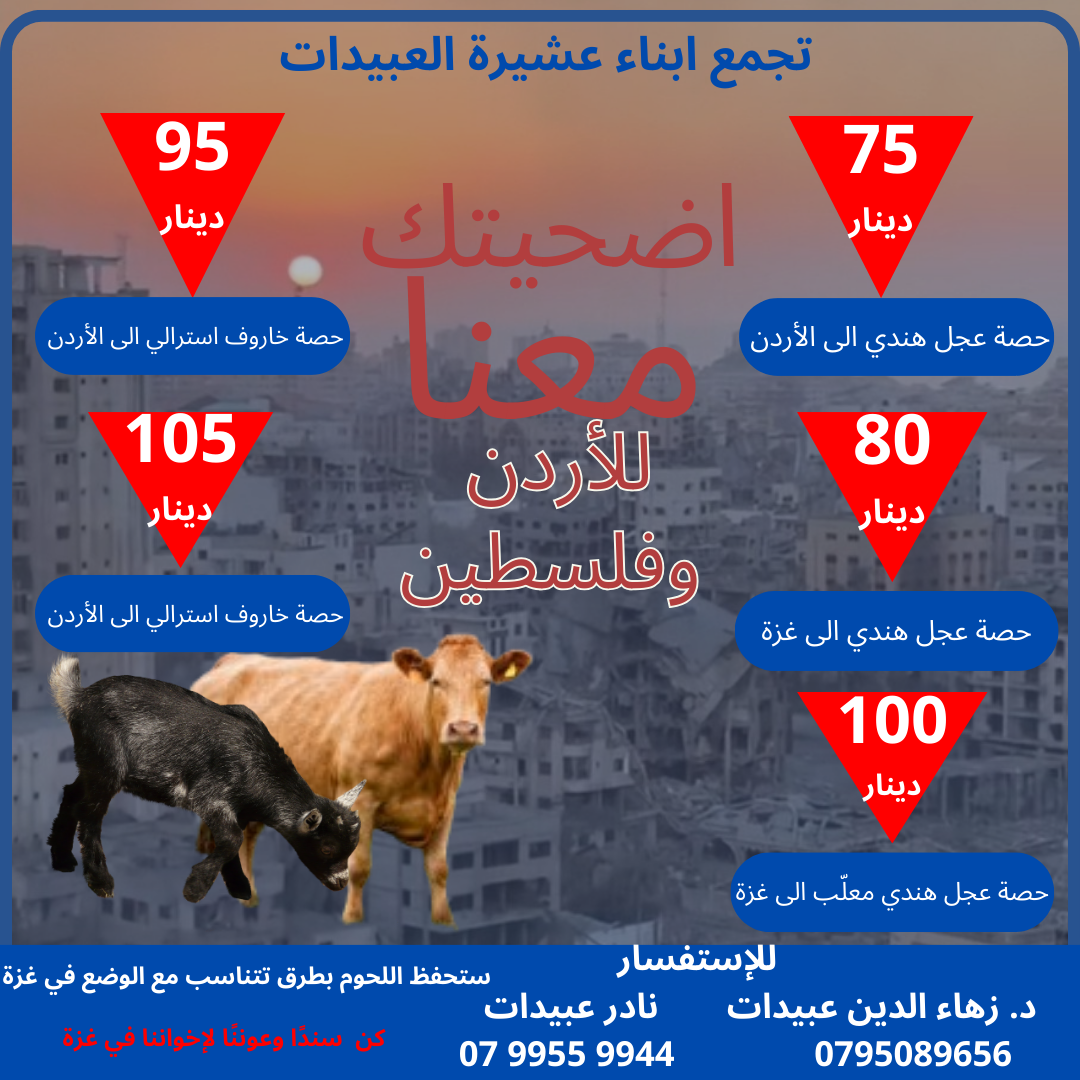 تجمع ابناء عشيرة العبيدات
75
دينار
حصة عجل هندي الى الأردن
80
دينار
حصة عجل هندي الى غزة
100
دينار
حصة عجل هندي معلّب الى غزة
اضحيتك
معنا
للأردن
وفلسطين
95
دينار
حصة خاروف استرالي الى الأردن
105
دينار
حصة خاروف استرالي الى الأردن
للإستفسار
د. زهاء الدين عبيدات
0795089656
نادر عبيدات
07 9955 9944
ستحفظ اللحوم بطرق تتناسب مع الوضع في غزة
كن سندًا وعونًا لإخواننا في غزة